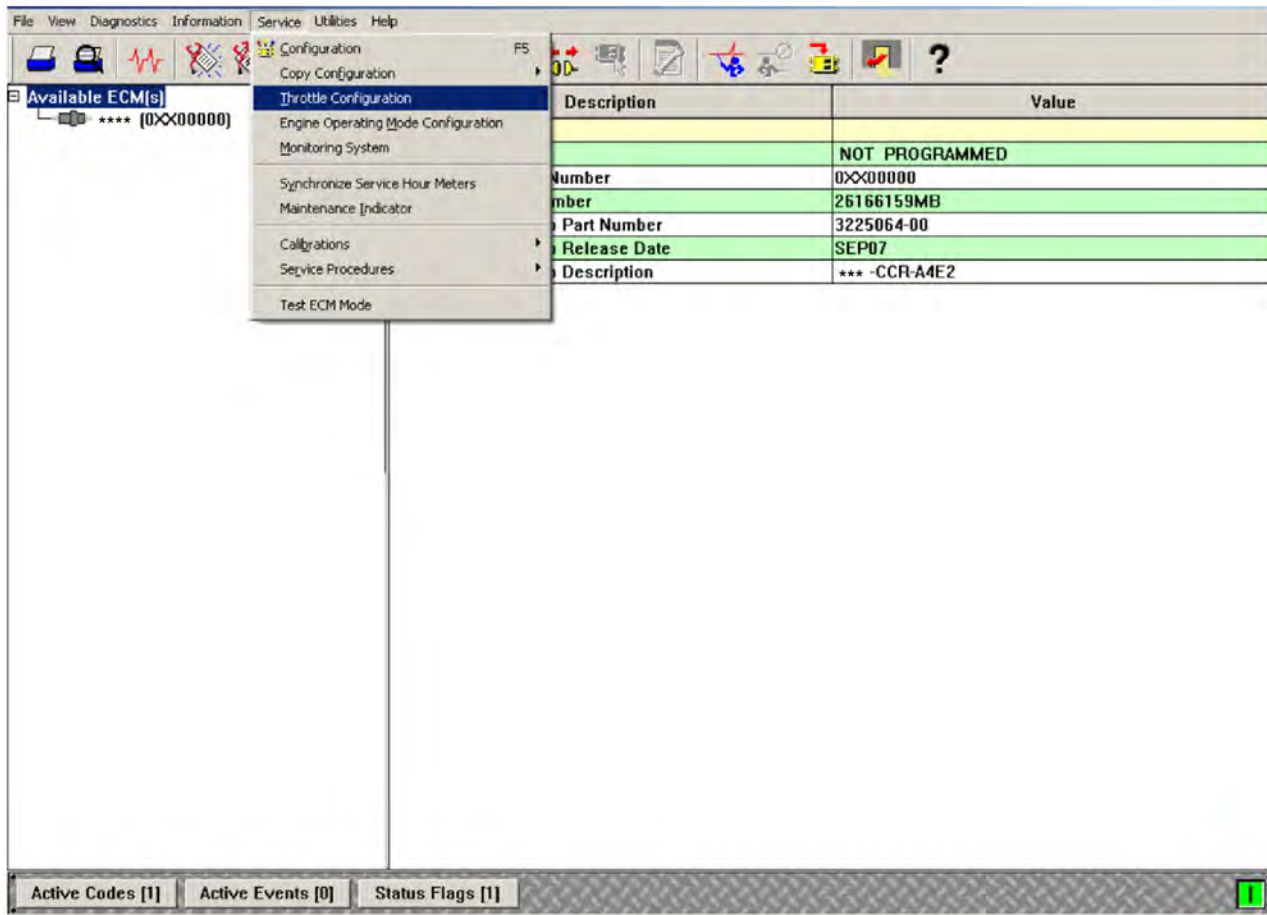 File View Diagnostics Information Service Utilities Help
Configuration F5
Copy Configuration
Throttle Configuration
Engine Operating Mode Configuration
Monitoring System
Synchronize Service Hour Meters
Maintenance Indicator
Calibrations
Service Procedures
Test ECM Mode
?
Available ECM(s)
**** (0XX00000)
Description Value
NOT PROGRAMMED
Number 0XX00000
mber 26166159MB
Part Number 3225064-00
Release Date SEP07
Description *** -CCR-A4E2
Active Codes [1] Active Events [0] Status Flags [1]